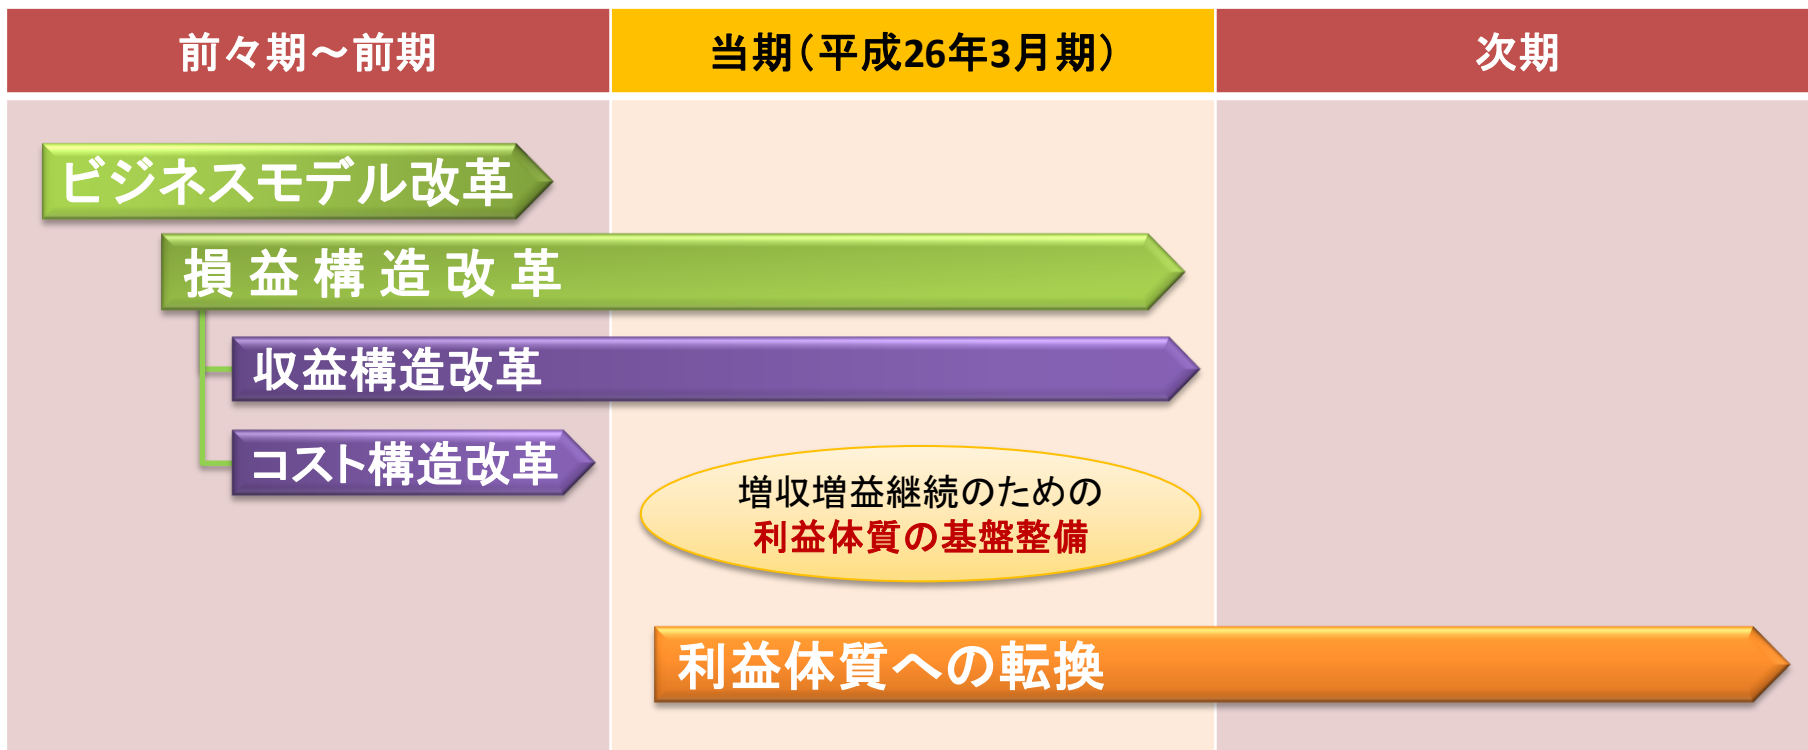 前々期～前期
当期（平成26年3月期）
次期
ビジネスモデル改革
損益構造改革
収益構造改革
コスト構造改革
増収増益継続のための
利益体質の基盤整備
利益体質への転換